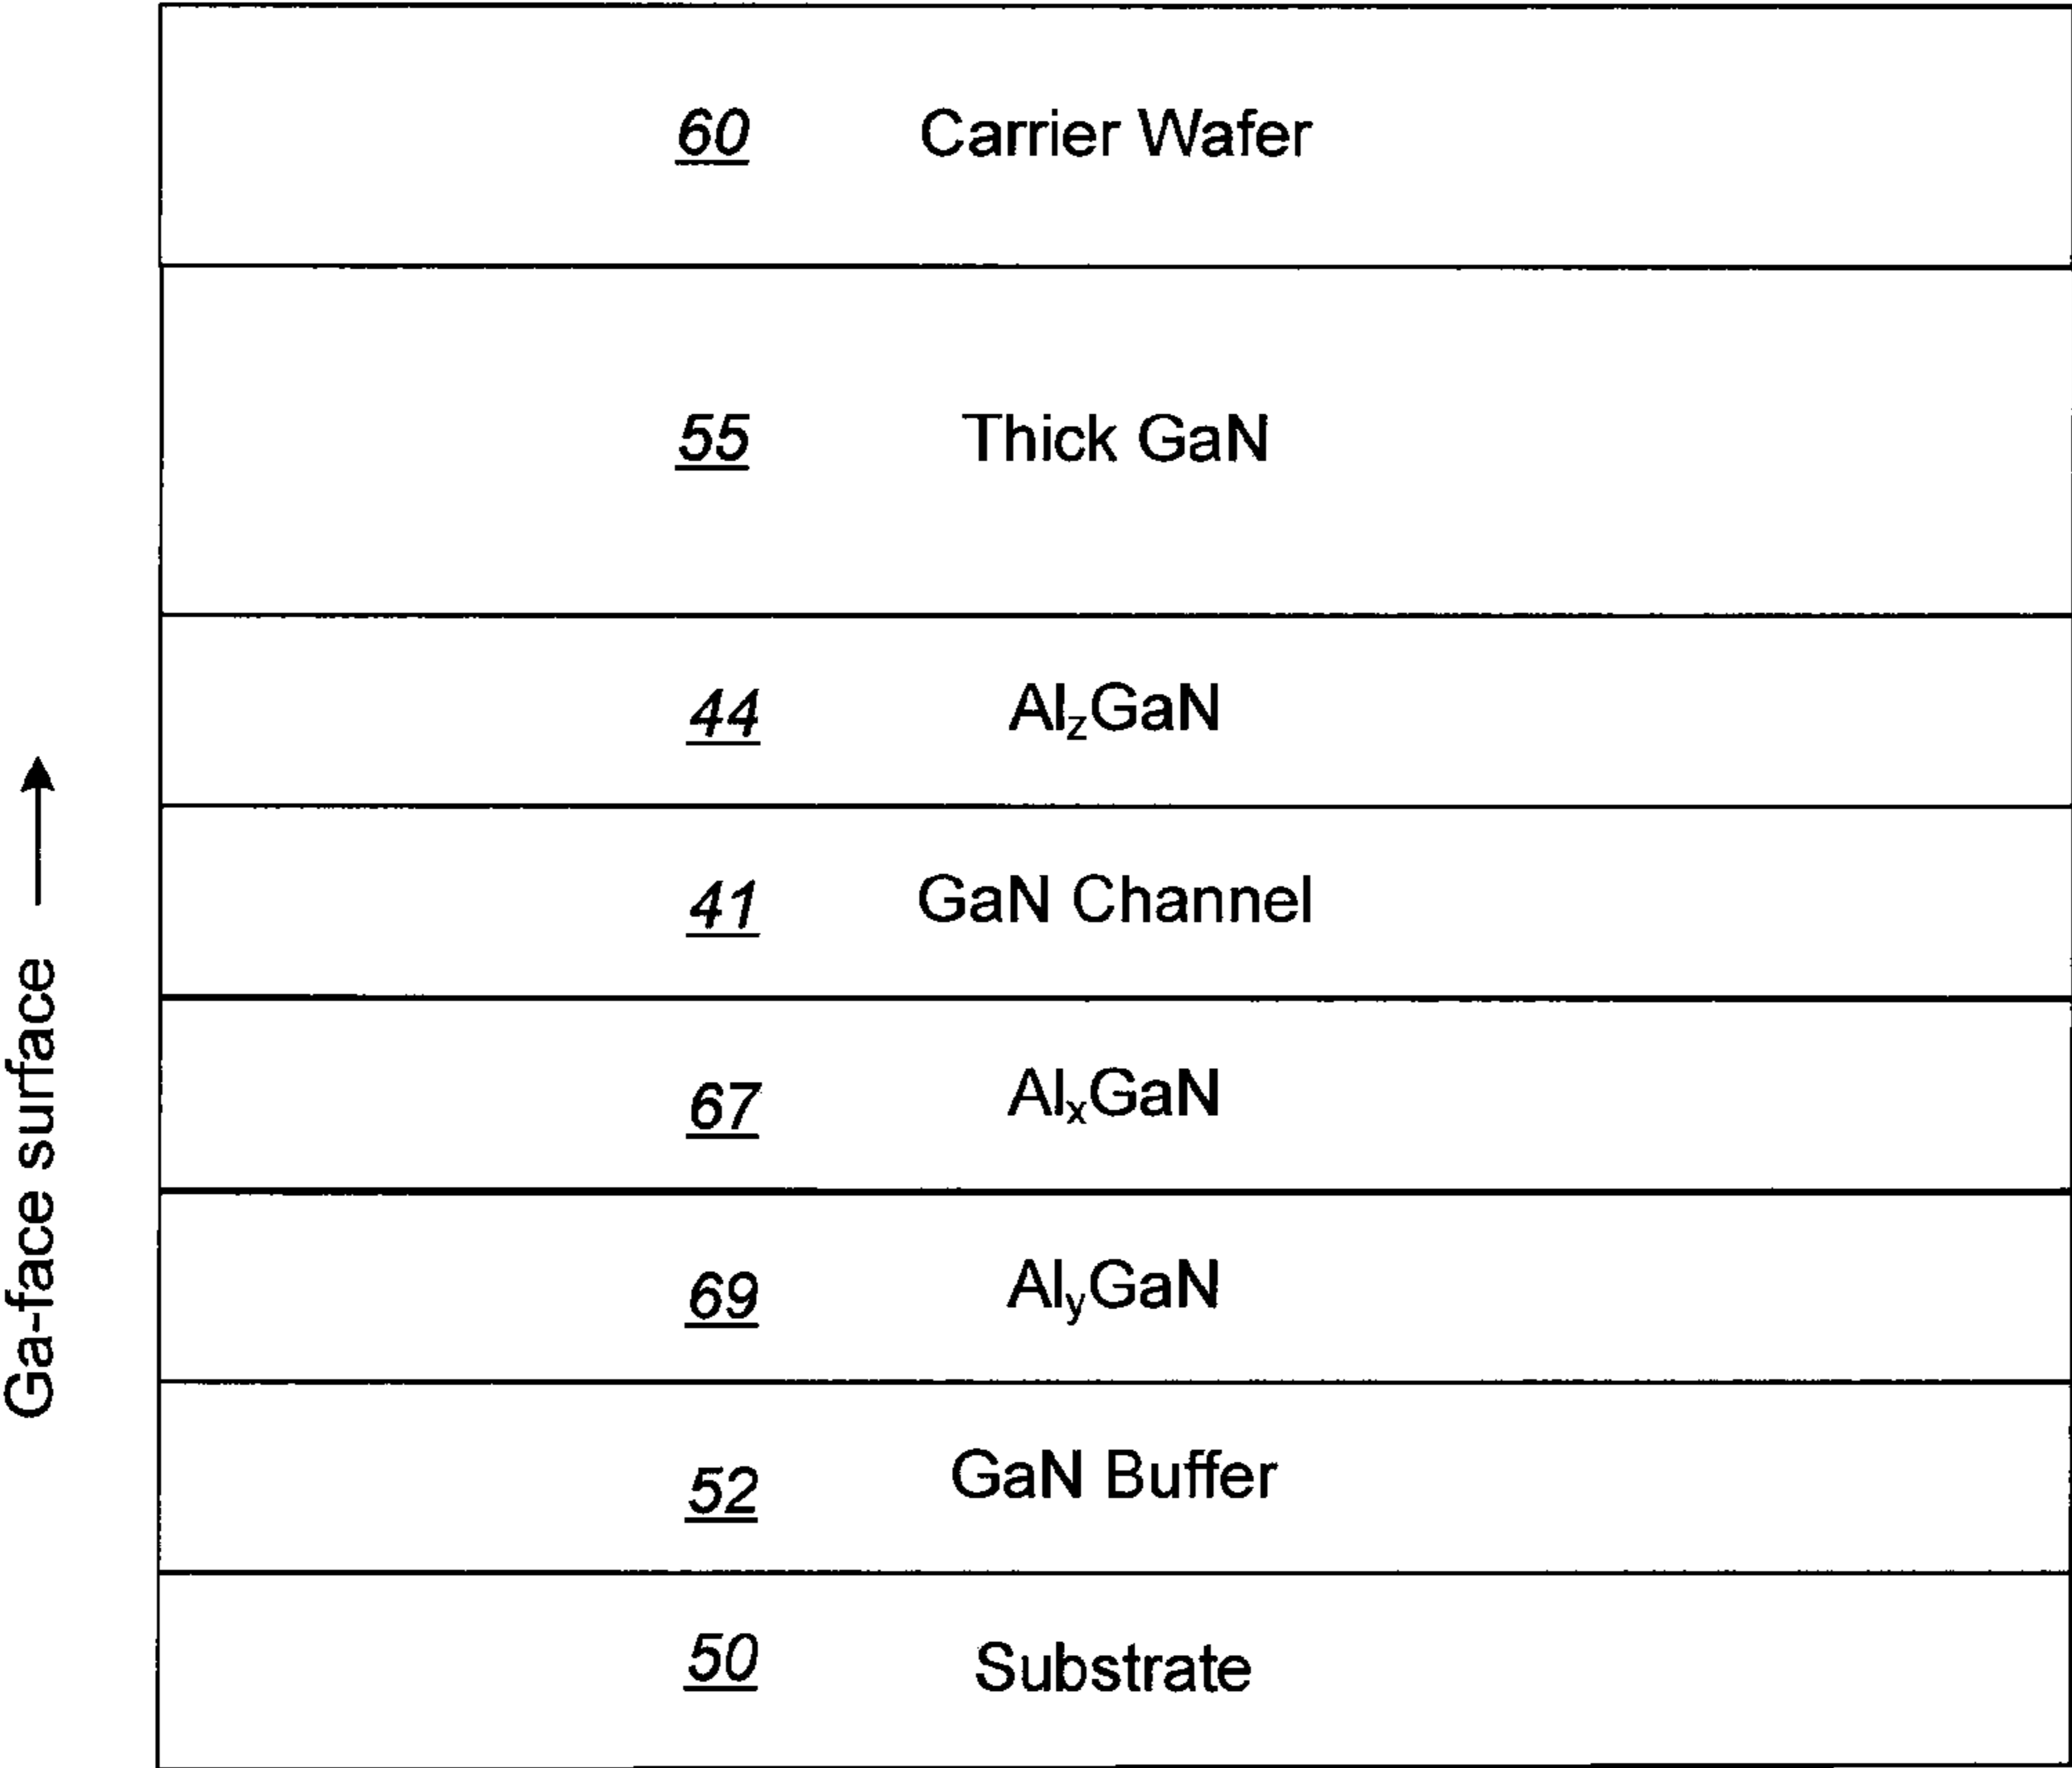 60 Carrier Wafer
55 Thick GaN
44 AlzGaN
41 GaN Channel
67 AlxGaN
69 AlyGaN
52 GaN Buffer
50 Substrate
Ga-face surface